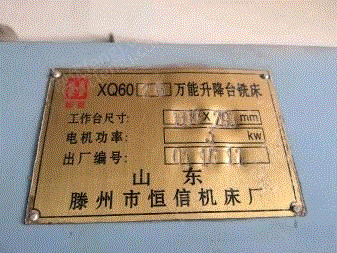 XQ60 万能升降台铣床
工作台尺寸: X mm
电机功率: kw
出厂编号:
山东
滕州市恒信机床厂